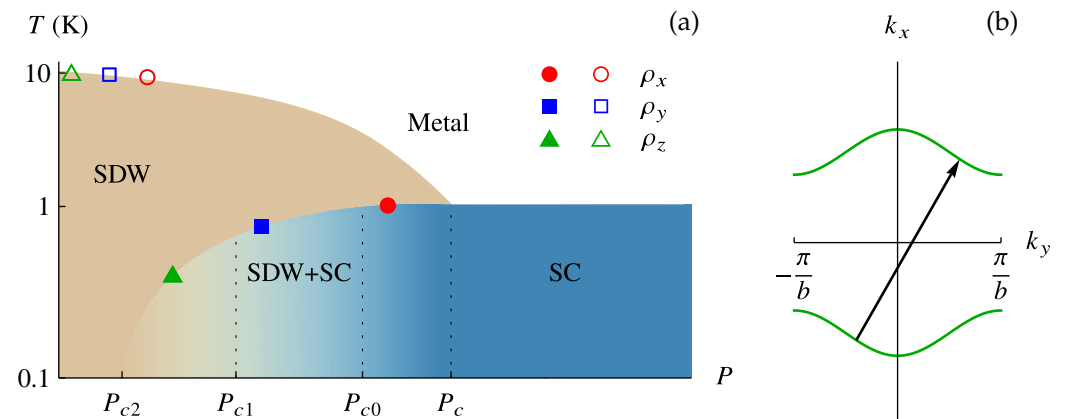 T (K)
(a)
10
ρx
ρy
ρz
Metal
SDW
1
SDW+SC
SC
0.1
Pc2
Pc1
Pc0
Pc
P
(b)
kx
ky
−π/b
π/b